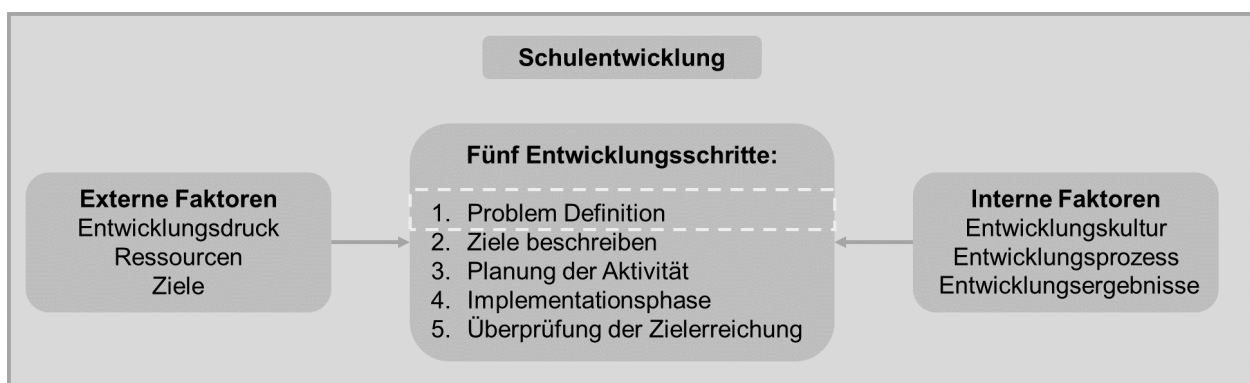 Schulentwicklung
Externe Faktoren
Entwicklungsdruck
Ressourcen
Ziele
Fünf Entwicklungsschritte:
1. Problem Definition
2. Ziele beschreiben
3. Planung der Aktivität
4. Implementationsphase
5. Überprüfung der Zielerreichung
Interne Faktoren
Entwicklungskultur
Entwicklungsprozess
Entwicklungsergebnisse